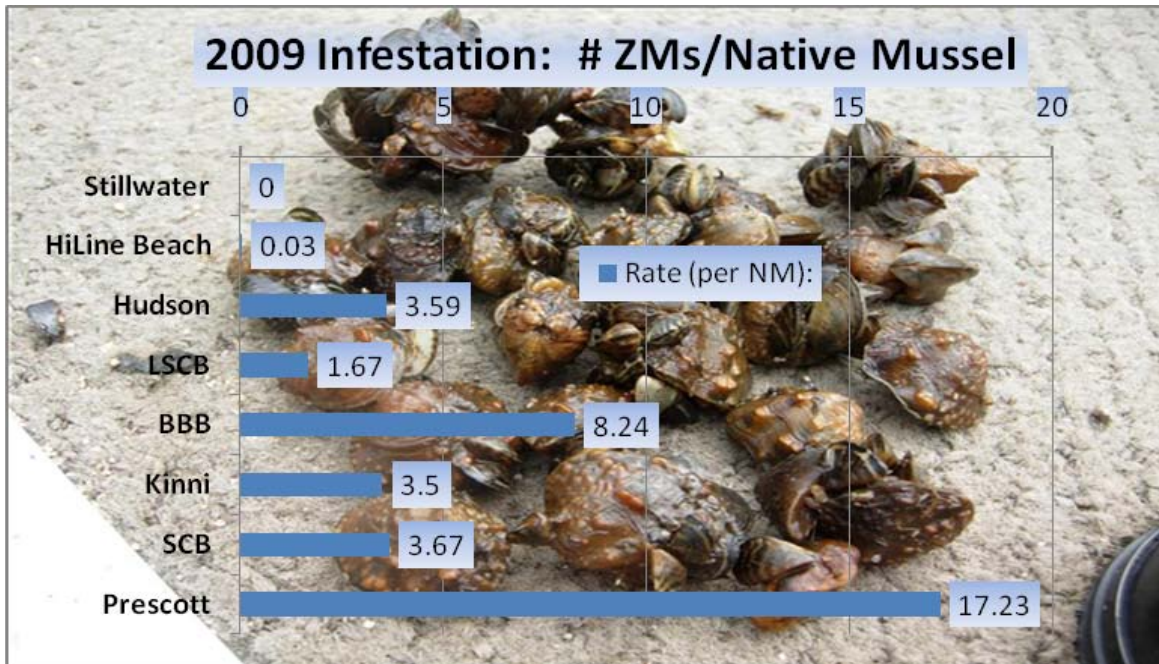 2009 Infestation:  # ZMs/Native Mussel
0 5 10 15 20
Stillwater 0
HiLine Beach 0.03
Rate (per NM):
Hudson 3.59
LSCB 1.67
BBB 8.24
Kinni 3.5
SCB 3.67
Prescott 17.23